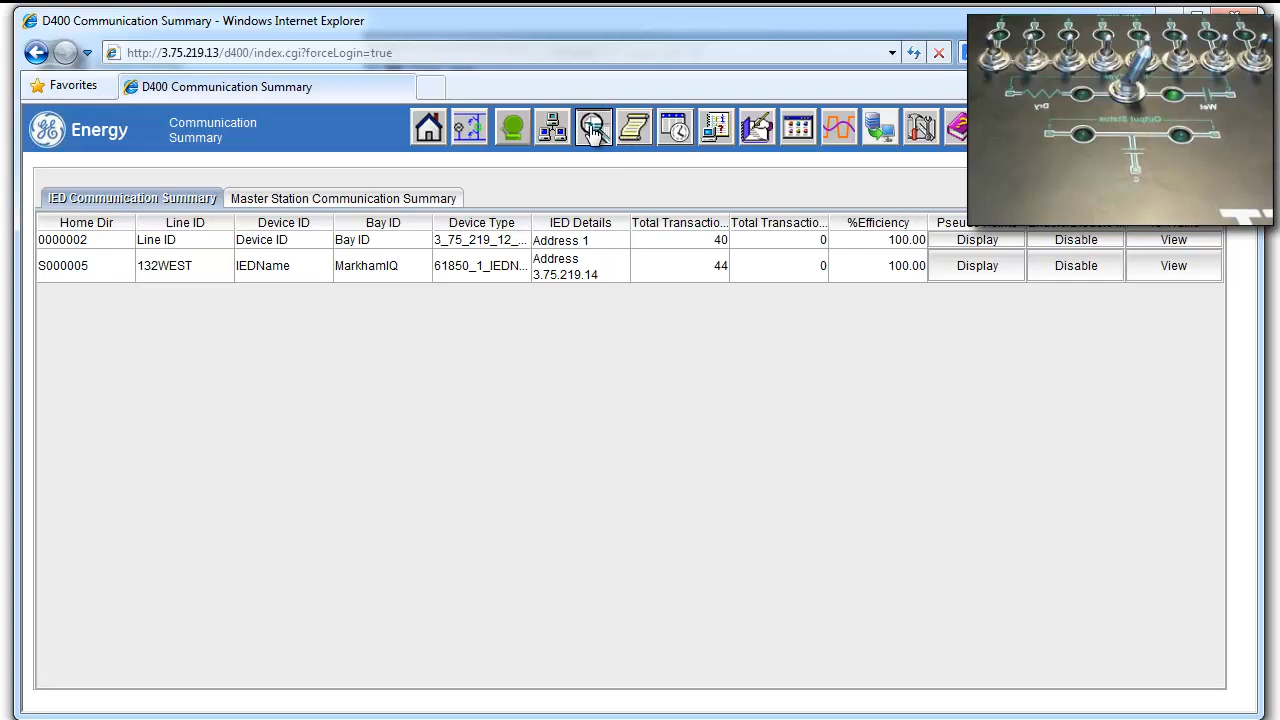 D400 Communication Summary - Windows Internet Explorer
http://3.75.219.13/d400/index.cgi?forceLogin=true
Favorites
D400 Communication Summary
Energy
Communication
Summary
IED Communication Summary
Master Station Communication Summary
Home Dir Line ID Device ID Bay ID Device Type IED Details Total Transactio... Total Transactio... %Efficiency
0000002 Line ID Device ID Bay ID 3_75_219_12_... Address 1 40 0 100.00 Display Disable View
S000005 132WEST IEDName MarkhamIQ 61850_1_IEDN... Address
3.75.219.14 44 0 100.00 Display Disable View
Dry
Wet
Output Status